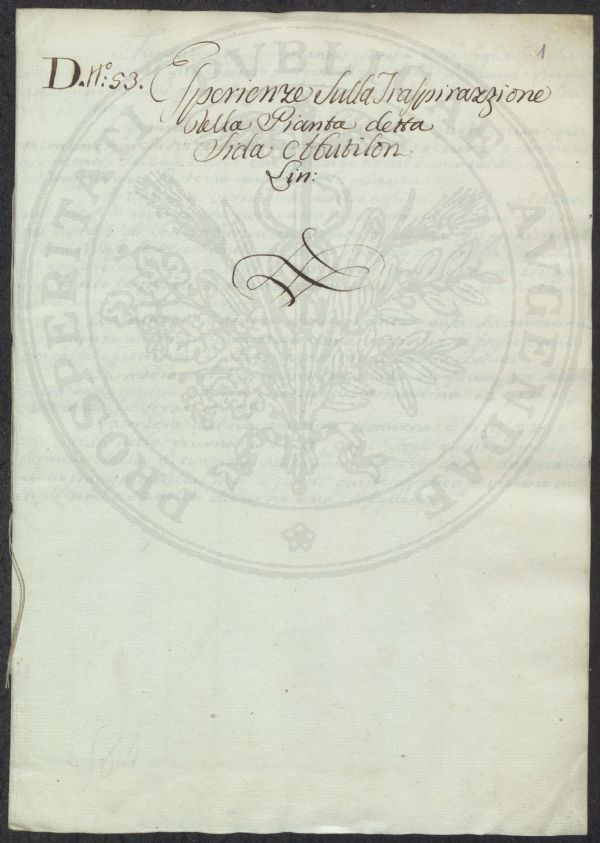 1
D. N.º 53. Esperienze sulla Traspirazzione
della Pianta detta
Sida Abutilon
Lin:
PROSPERITATI PVBLICAE AVGENDAE